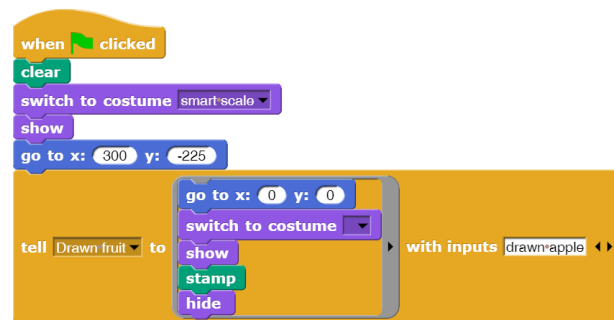 when clicked
clear
switch to costume smart scale
show
go to x: 300 y: -225
go to x: 0 y: 0
switch to costume
tell Drawn fruit to show with inputs drawn apple
stamp
hide